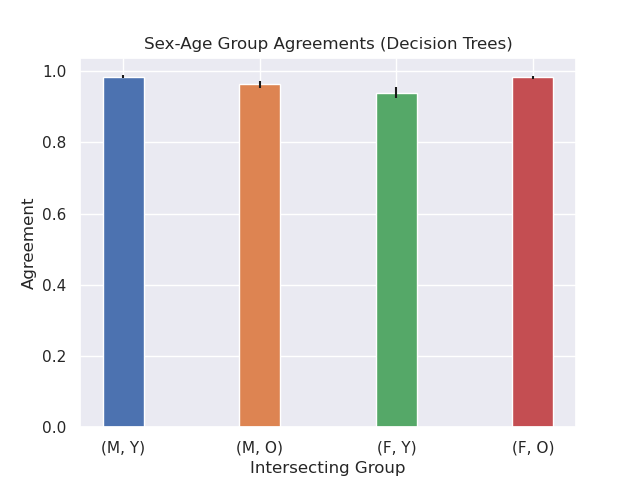 Sex-Age Group Agreements (Decision Trees)
1.0
0.8
0.6
0.4
0.2
0.0
Agreement
(M, Y) (M, O) (F, Y) (F, O)
Intersecting Group